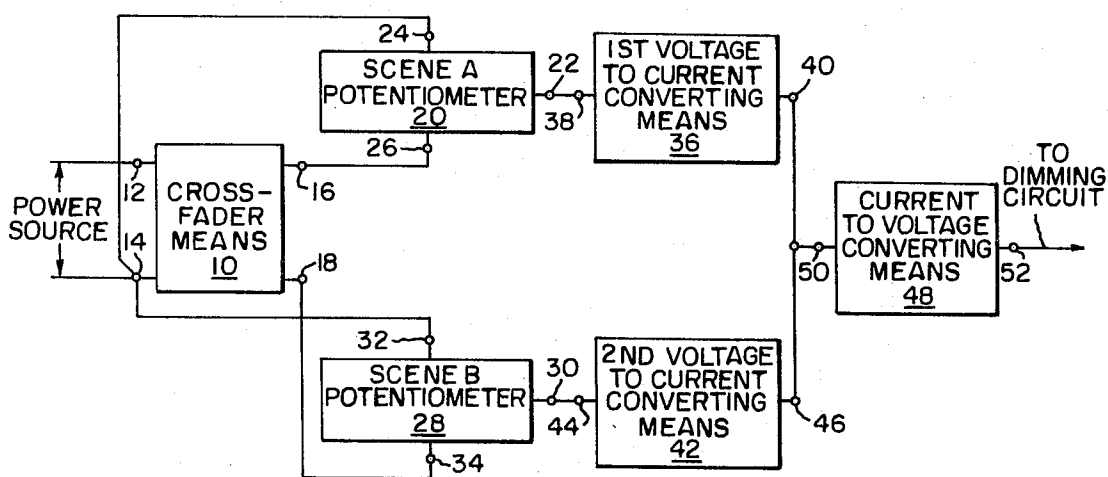 24
SCENE A
POTENTIOMETER
20
22
38
26
1ST VOLTAGE
TO CURRENT
CONVERTING
MEANS
36
40
POWER
SOURCE
12
14
CROSS-
FADER
MEANS
10
16
18
CURRENT
TO VOLTAGE
CONVERTING
MEANS
48
50
52
TO
DIMMING
CIRCUIT
32
SCENE B
POTENTIOMETER
28
30
44
34
2ND VOLTAGE
TO CURRENT
CONVERTING
MEANS
42
46